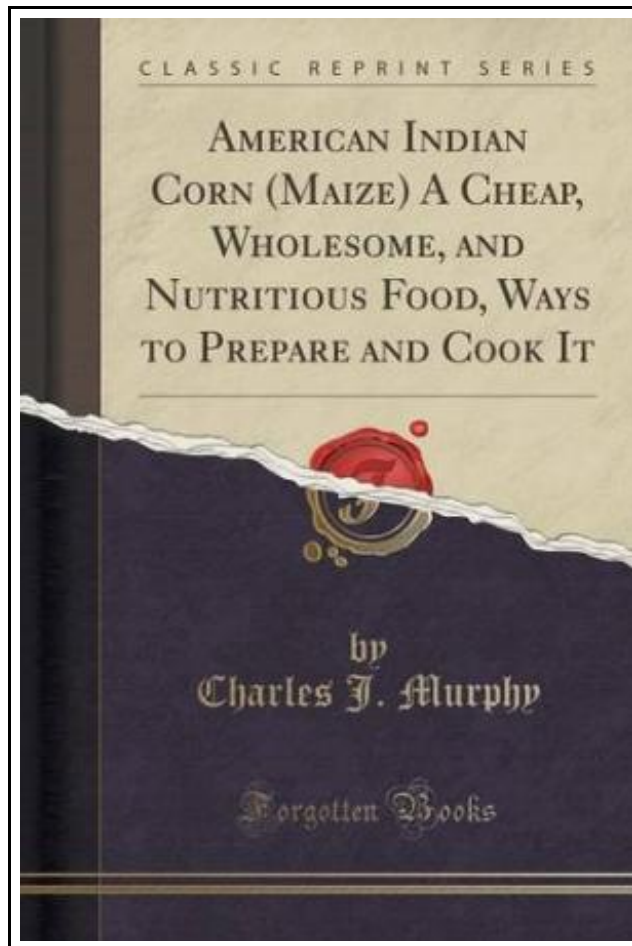 CLASSIC REPRINT SERIES
AMERICAN INDIAN
CORN (MAIZE) A CHEAP,
WHOLESOME, AND
NUTRITIOUS FOOD, WAYS
TO PREPARE AND COOK IT
F
by
Charles J. Murphy
Forgotten Books